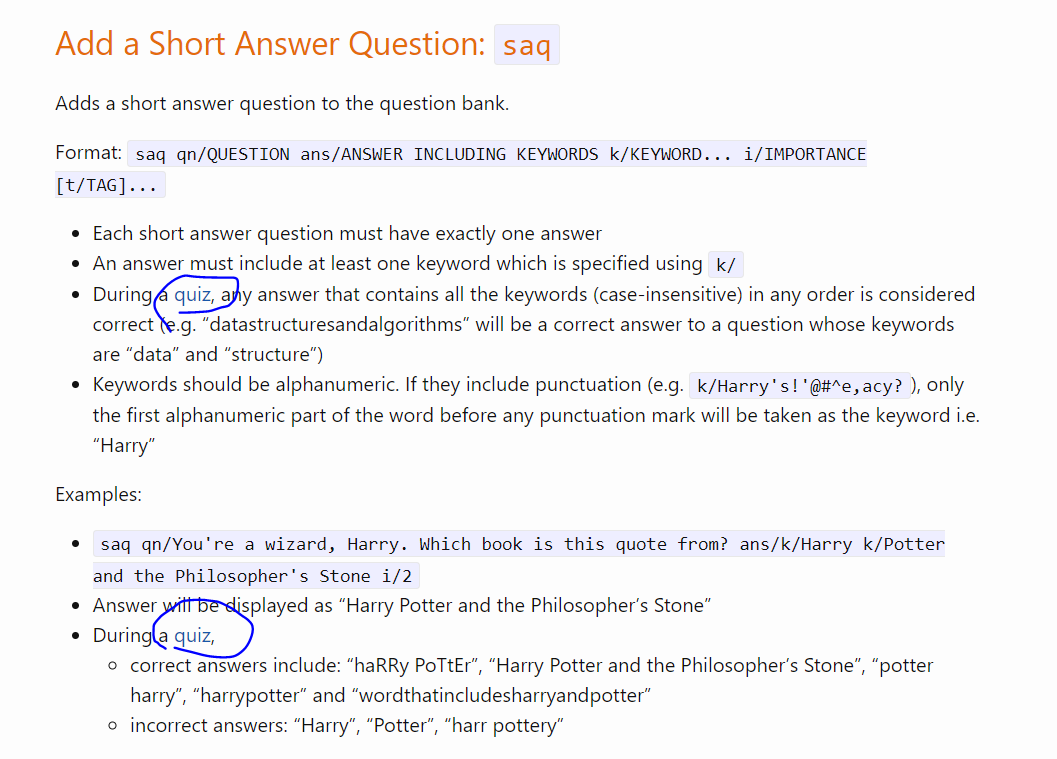 Add a Short Answer Question: saq
Adds a short answer question to the question bank.
Format: saq qn/QUESTION ans/ANSWER INCLUDING KEYWORDS k/KEYWORD... i/IMPORTANCE
[t/TAG]...
• Each short answer question must have exactly one answer
• An answer must include at least one keyword which is specified using k/
• During a quiz, any answer that contains all the keywords (case-insensitive) in any order is considered
correct (e.g. “datastructuresandalgorithms” will be a correct answer to a question whose keywords
are “data” and “structure”)
• Keywords should be alphanumeric. If they include punctuation (e.g. k/Harry's!'@#^e,acy? ), only
the first alphanumeric part of the word before any punctuation mark will be taken as the keyword i.e.
“Harry”
Examples:
• saq qn/You're a wizard, Harry. Which book is this quote from? ans/k/Harry k/Potter
and the Philosopher's Stone i/2
• Answer will be displayed as “Harry Potter and the Philosopher’s Stone”
• During a quiz,
◦ correct answers include: “haRRy PoTtEr”, “Harry Potter and the Philosopher’s Stone”, “potter
harry”, “harrypotter” and “wordthatincludesharryandpotter”
◦ incorrect answers: “Harry”, “Potter”, “harr pottery”